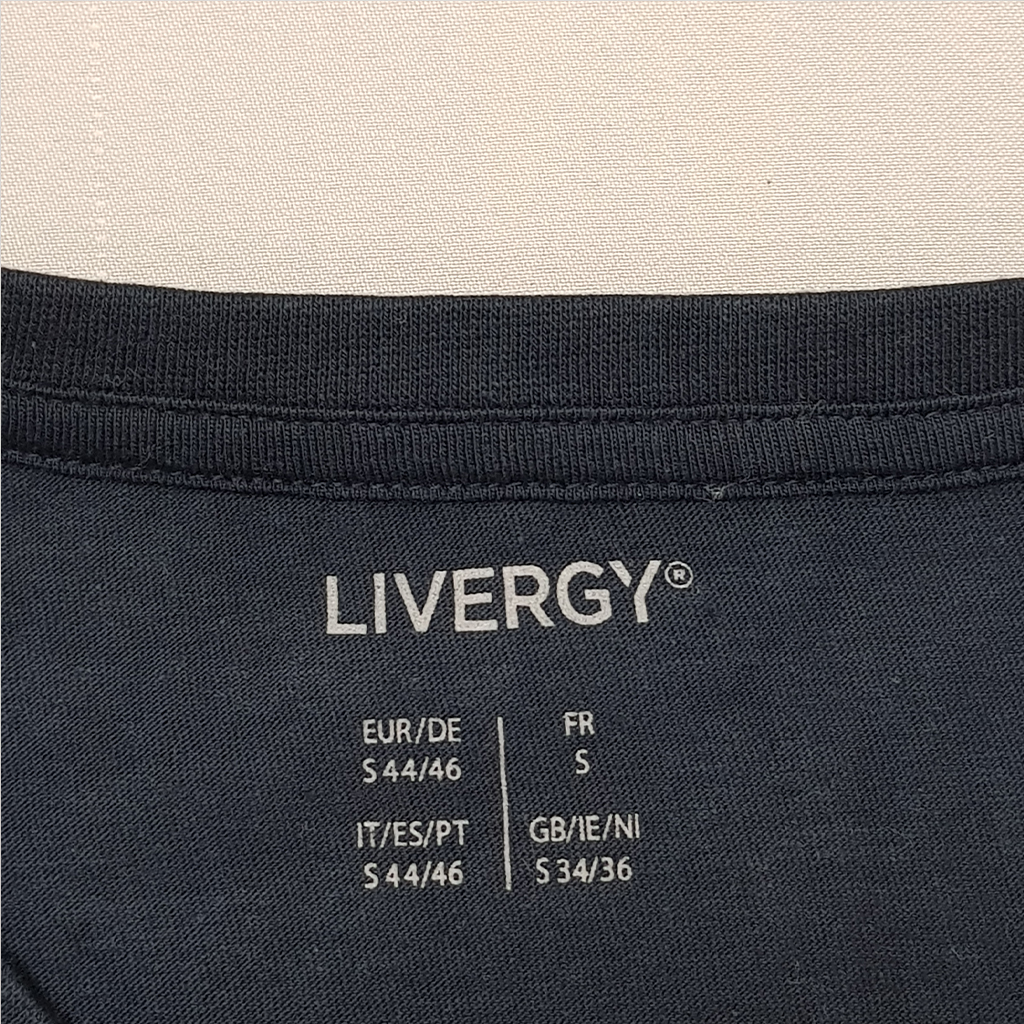 LIVERGY®
EUR/DE
S 44/46
FR
S
IT/ES/PT
S 44/46
GB/IE/NI
S 34/36